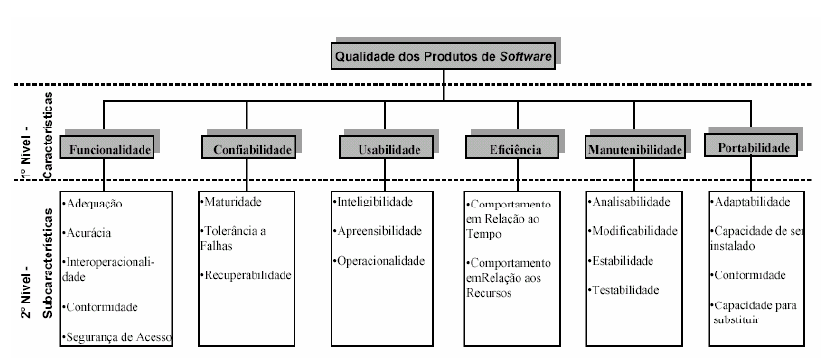 Qualidade dos Produtos de Software
1º Nivel -
Características
Funcionalidade
Confiabilidade
Usabilidade
Eficiência
Manutenibilidade
Portabilidade
2º Nivel -
Subcaracterísticas
•Adequação
•Acurácia
•Interoperacionali-
dade
•Conformidade
•Segurança de Acesso
•Maturidade
•Tolerância a
Falhas
•Recuperabilidade
•Inteligibilidade
•Apreensibilidade
•Operacionalidade
•Comportamento
em Relação ao
Tempo
•Comportamento
emRelação aos
Recursos
•Analisabilidade
•Modificabilidade
•Estabilidade
•Testabilidade
•Adaptabilidade
•Capacidade de ser
instalado
•Conformidade
•Capacidade para
substituir